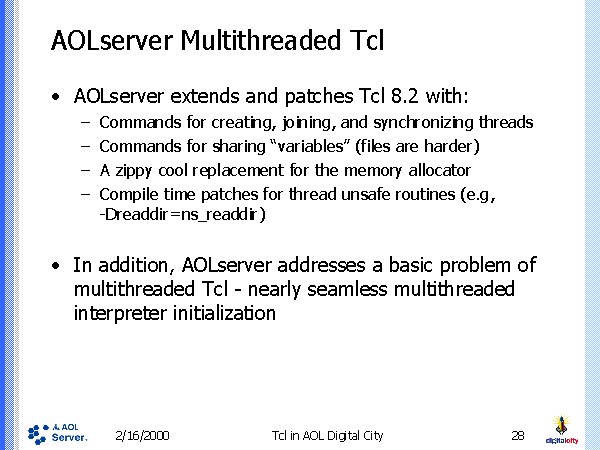 AOLserver Multithreaded Tcl
• AOLserver extends and patches Tcl 8.2 with:
– Commands for creating, joining, and synchronizing threads
– Commands for sharing “variables” (files are harder)
– A zippy cool replacement for the memory allocator
– Compile time patches for thread unsafe routines (e.g,
-Dreaddir=ns_readdir)
• In addition, AOLserver addresses a basic problem of
multithreaded Tcl - nearly seamless multithreaded
interpreter initialization
AOL
Server.
2/16/2000
Tcl in AOL Digital City
28
digitalcity